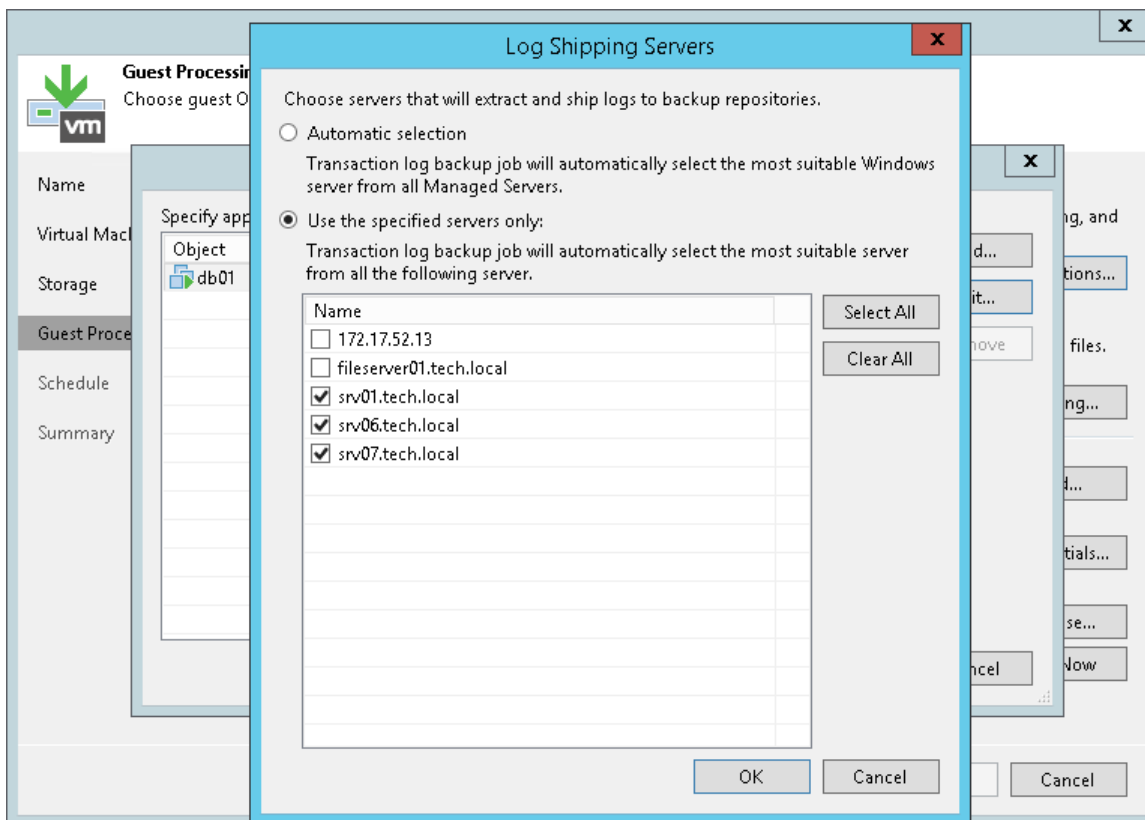 X
Log Shipping Servers
X
Guest Processin
Choose guest O
vm
Choose servers that will extract and ship logs to backup repositories.
Automatic selection
Transaction log backup job will automatically select the most suitable Windows
server from all Managed Servers.
Use the specified servers only:
Transaction log backup job will automatically select the most suitable server
from all the following server.
Name
172.17.52.13
fileserver01.tech.local
srv01.tech.local
srv06.tech.local
srv07.tech.local
Select All
Clear All
OK
Cancel
Name
Virtual Macl
Storage
Guest Proce
Schedule
Summary
Specify app
Object
db01
X
d...
it...
nove
ncel
ng, and
tions...
files.
ng...
d...
tials...
se...
Now
Cancel